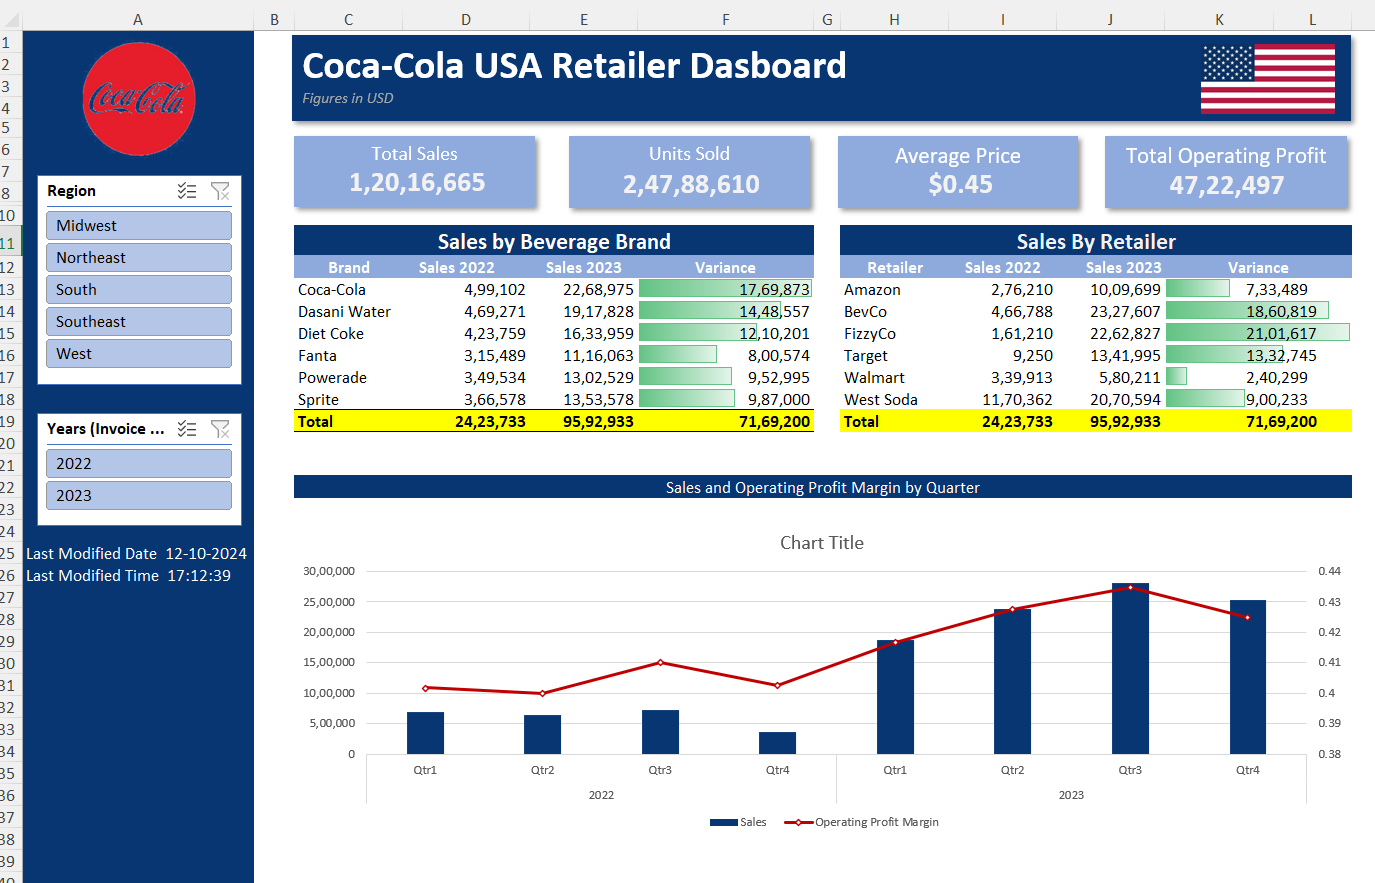 A B C D E F G H I J K L
Coca-Cola
Coca-Cola USA Retailer Dasboard
Figures in USD
Total Sales
1,20,16,665
Units Sold
2,47,88,610
Average Price
$0.45
Total Operating Profit
47,22,497
Region
Midwest
Northeast
South
Southeast
West
Years (Invoice ...
2022
2023
Last Modified Date 12-10-2024
Last Modified Time 17:12:39
Sales by Beverage Brand
Brand Sales 2022 Sales 2023 Variance
Coca-Cola 4,99,102 22,68,975 17,69,873
Dasani Water 4,69,271 19,17,828 14,48,557
Diet Coke 4,23,759 16,33,959 12,10,201
Fanta 3,15,489 11,16,063 8,00,574
Powerade 3,49,534 13,02,529 9,52,995
Sprite 3,66,578 13,53,578 9,87,000
Total 24,23,733 95,92,933 71,69,200
Sales By Retailer
Retailer Sales 2022 Sales 2023 Variance
Amazon 2,76,210 10,09,699 7,33,489
BevCo 4,66,788 23,27,607 18,60,819
FizzyCo 1,61,210 22,62,827 21,01,617
Target 9,250 13,41,995 13,32,745
Walmart 3,39,913 5,80,211 2,40,299
West Soda 11,70,362 20,70,594 9,00,233
Total 24,23,733 95,92,933 71,69,200
Sales and Operating Profit Margin by Quarter
Chart Title
30,00,000
25,00,000
20,00,000
15,00,000
10,00,000
5,00,000
0
0.44
0.43
0.42
0.41
0.4
0.39
0.38
Qtr1 Qtr2 Qtr3 Qtr4 Qtr1 Qtr2 Qtr3 Qtr4
2022 2023
Sales Operating Profit Margin
1
2
3
4
5
6
7
8
10
11
12
13
14
15
16
17
18
19
20
21
22
23
24
25
26
27
28
29
30
31
32
33
34
35
36
37
38
39